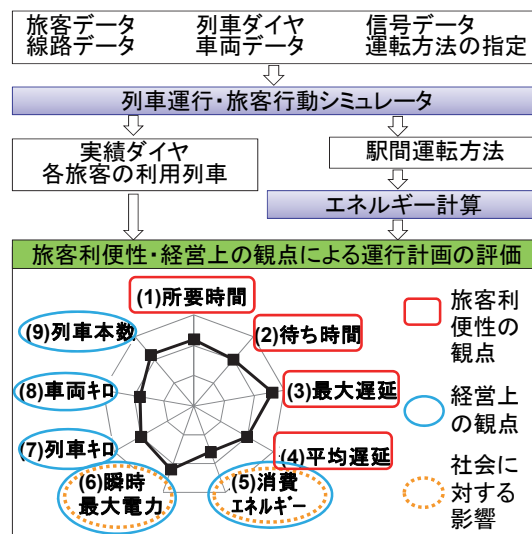 旅客データ 列車ダイヤ 信号データ
線路データ 車両データ 運転方法の指定
列車運行・旅客行動シミュレータ
実績ダイヤ
各旅客の利用列車
駅間運転方法
エネルギー計算
旅客利便性・経営上の観点による運行計画の評価
(1)所要時間
(2)待ち時間
(3)最大遅延
(4)平均遅延
(5)消費
エネルギー
(6)瞬時
最大電力
(7)列車キロ
(8)車両キロ
(9)列車本数
旅客利
便性の
観点
経営上
の観点
社会に
対する
影響